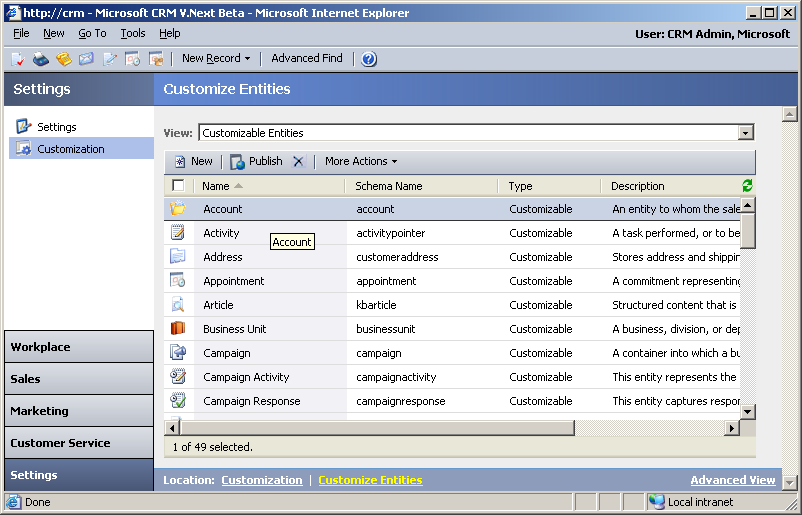 http://crm - Microsoft CRM V.Next Beta - Microsoft Internet Explorer
File New Go To Tools Help User: CRM Admin, Microsoft
New Record Advanced Find
Settings Customize Entities
Settings
Customization
View: Customizable Entities
New Publish More Actions
Name Schema Name Type Description
Account account Customizable An entity to whom the sale
Activity activitypointer Customizable A task performed, or to be
Account
Address customeraddress Customizable Stores address and shippin
Appointment appointment Customizable A commitment representing
Article kbarticle Customizable Structured content that is
Business Unit businessunit Customizable A business, division, or dep
Campaign campaign Customizable A container into which a bu
Campaign Activity campaignactivity Customizable This entity represents the
Campaign Response campaignresponse Customizable This entity captures respor
1 of 49 selected.
Workplace
Sales
Marketing
Customer Service
Settings
Location: Customization | Customize Entities Advanced View
Done Local intranet